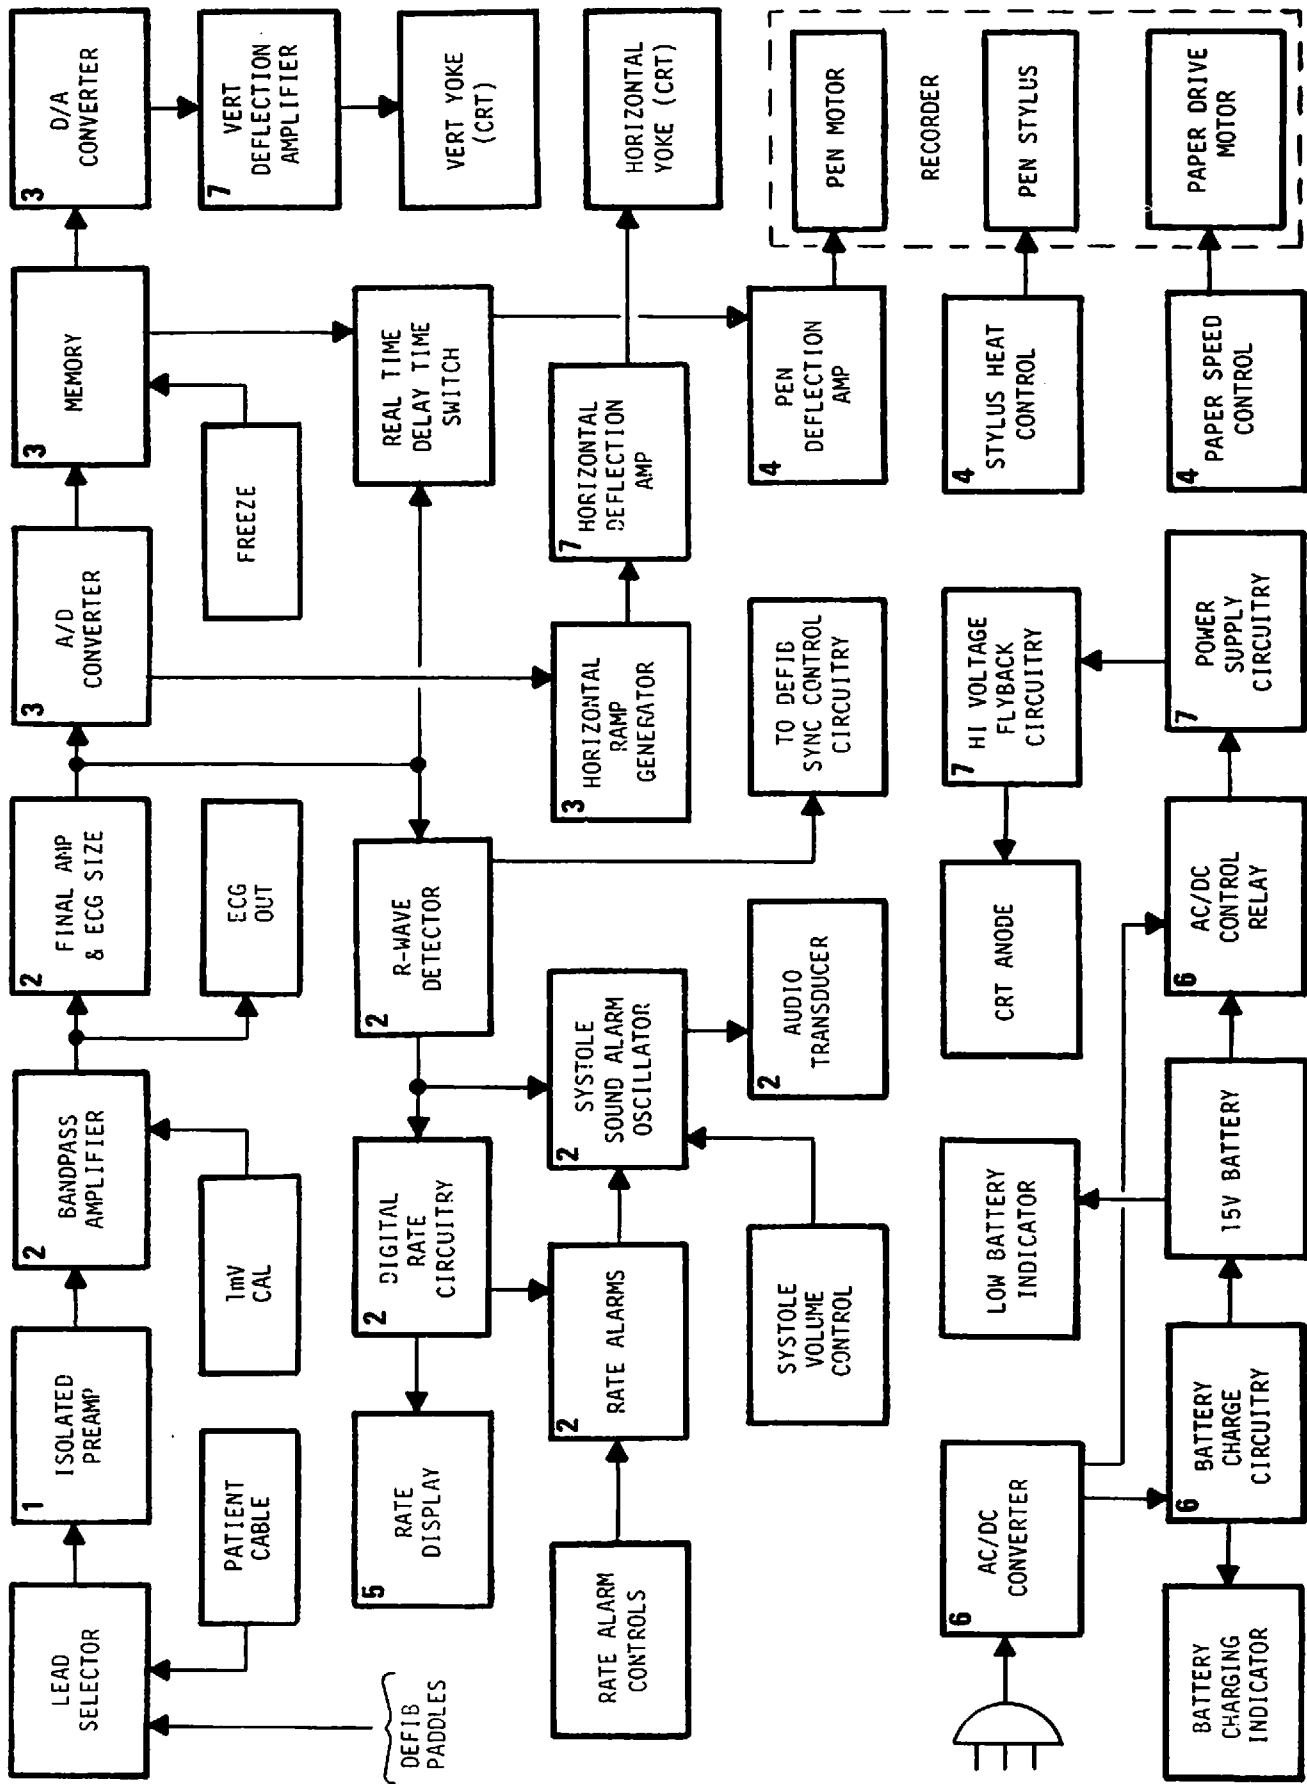 LEAD
SELECTOR
1
ISOLATED
PREAMP
2
BANDPASS
AMPLIFIER
2
FINAL AMP
& ECG SIZE
3
A/D
CONVERTER
3
MEMORY
3
D/A
CONVERTER
PATIENT
CABLE
1mV
CAL
ECG
OUT
FREEZE
7
VERT
DEFLECTION
AMPLIFIER
DEFIB
PADDLES
5
RATE
DISPLAY
2
DIGITAL
RATE
CIRCUITRY
2
R-WAVE
DETECTOR
REAL TIME
DELAY TIME
SWITCH
VERT YOKE
(CRT)
RATE ALARM
CONTROLS
2
RATE ALARMS
2
SYSTOLE
SOUND ALARM
OSCILLATOR
3
HORIZONTAL
RAMP
GENERATOR
7
HORIZONTAL
DEFLECTION
AMP
HORIZONTAL
YOKE (CRT)
SYSTOLE
VOLUME
CONTROL
2
AUDIO
TRANSDUCER
TO DEFIB
SYNC CONTROL
CIRCUITRY
4
PEN
DEFLECTION
AMP
PEN MOTOR
RECORDER
6
AC/DC
CONVERTER
LOW BATTERY
INDICATOR
CRT ANODE
7
HI VOLTAGE
FLYBACK
CIRCUITRY
4
STYLUS HEAT
CONTROL
PEN STYLUS
BATTERY
CHARGING
INDICATOR
6
BATTERY
CHARGE
CIRCUITRY
15V BATTERY
6
AC/DC
CONTROL
RELAY
7
POWER
SUPPLY
CIRCUITRY
4
PAPER SPEED
CONTROL
PAPER DRIVE
MOTOR